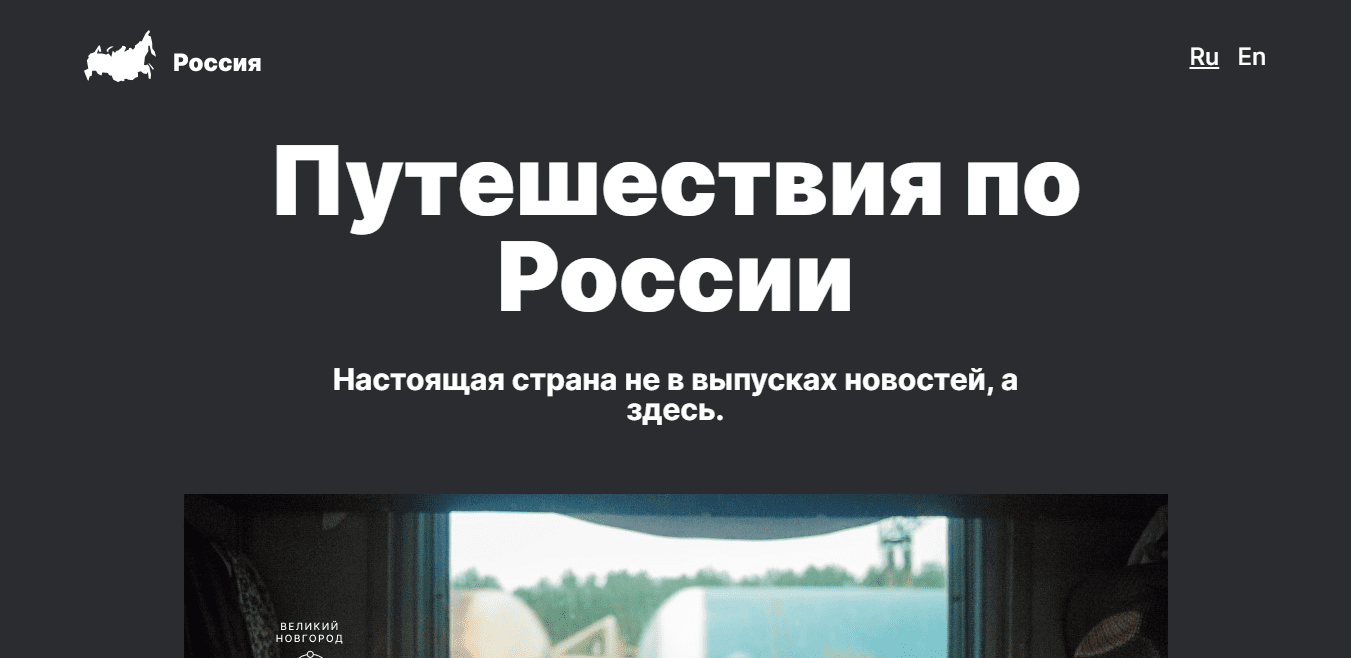 Россия
Ru En
Путешествия по
России
Настоящая страна не в выпусках новостей, а
здесь.
ВЕЛИКИЙ
НОВГОРОД